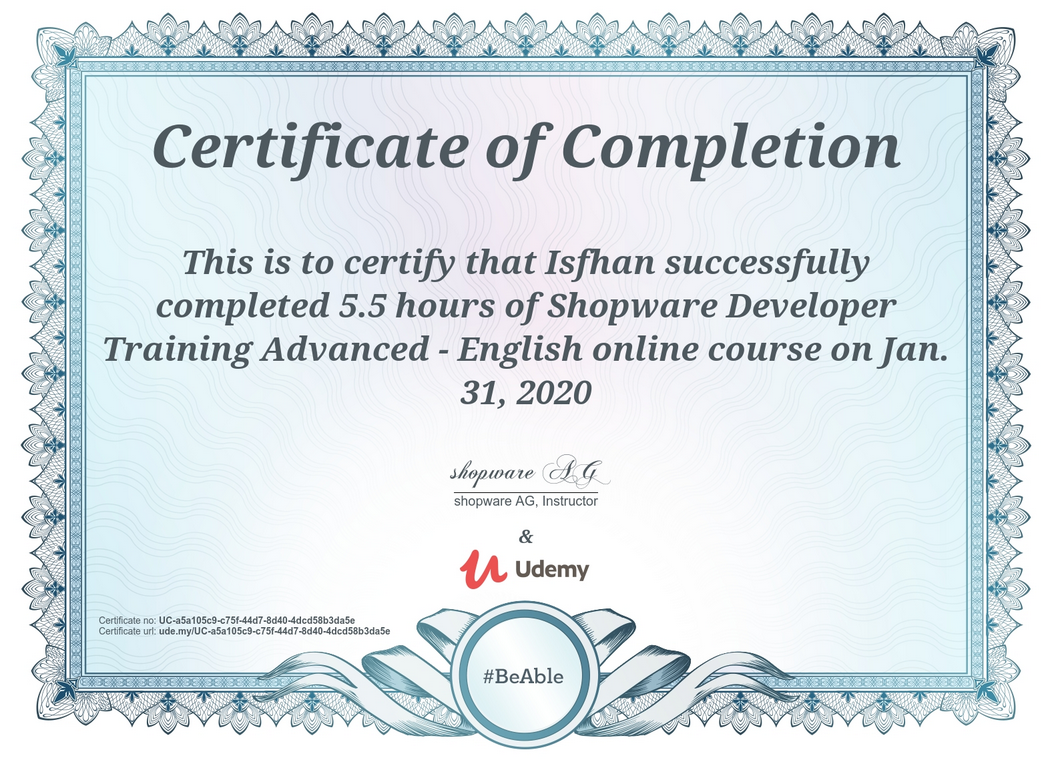 Certificate of Completion
This is to certify that Isfhan successfully
completed 5.5 hours of Shopware Developer
Training Advanced - English online course on Jan.
31, 2020
shopware AG
shopware AG, Instructor
&
Udemy
Certificate no: UC-a5a105c9-c75f-44d7-8d40-4dcd58b3da5e
Certificate url: ude.my/UC-a5a105c9-c75f-44d7-8d40-4dcd58b3da5e
#BeAble